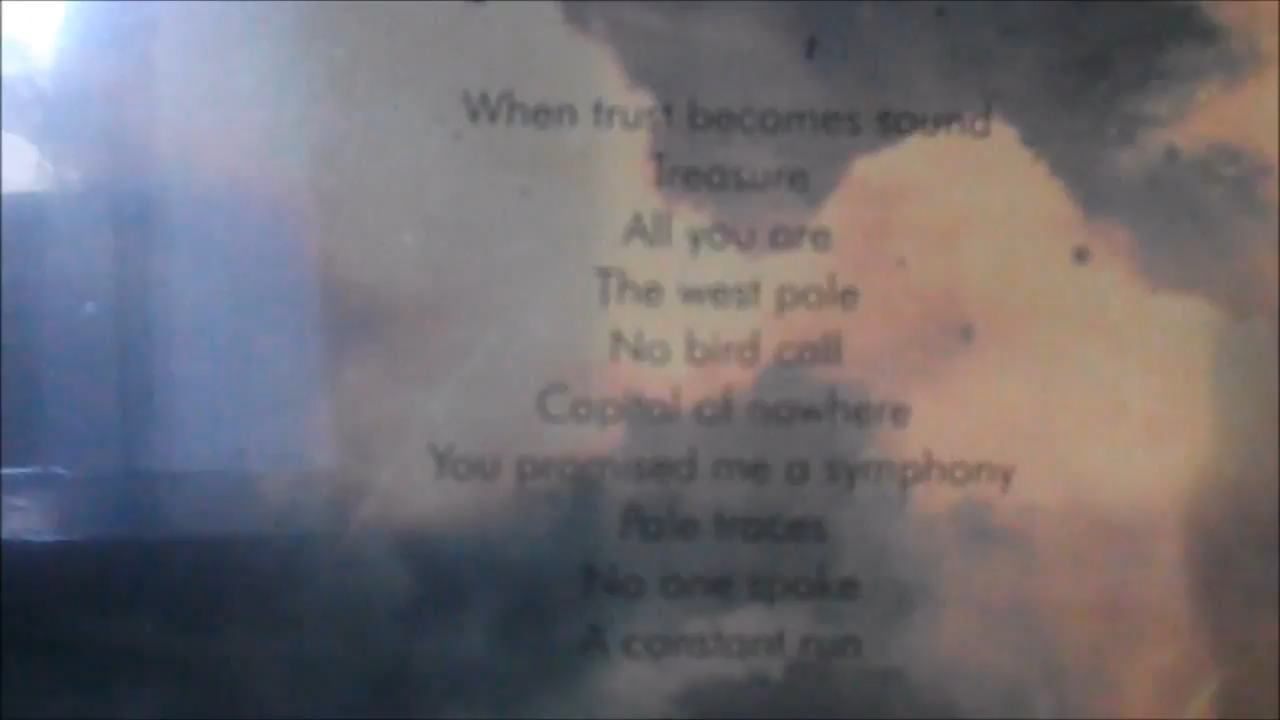 When trust becomes sound
Treasure
All you are
The west pole
No bird call
Capital of nowhere
You promised me a symphony
Pale traces
No one spoke
A constant run